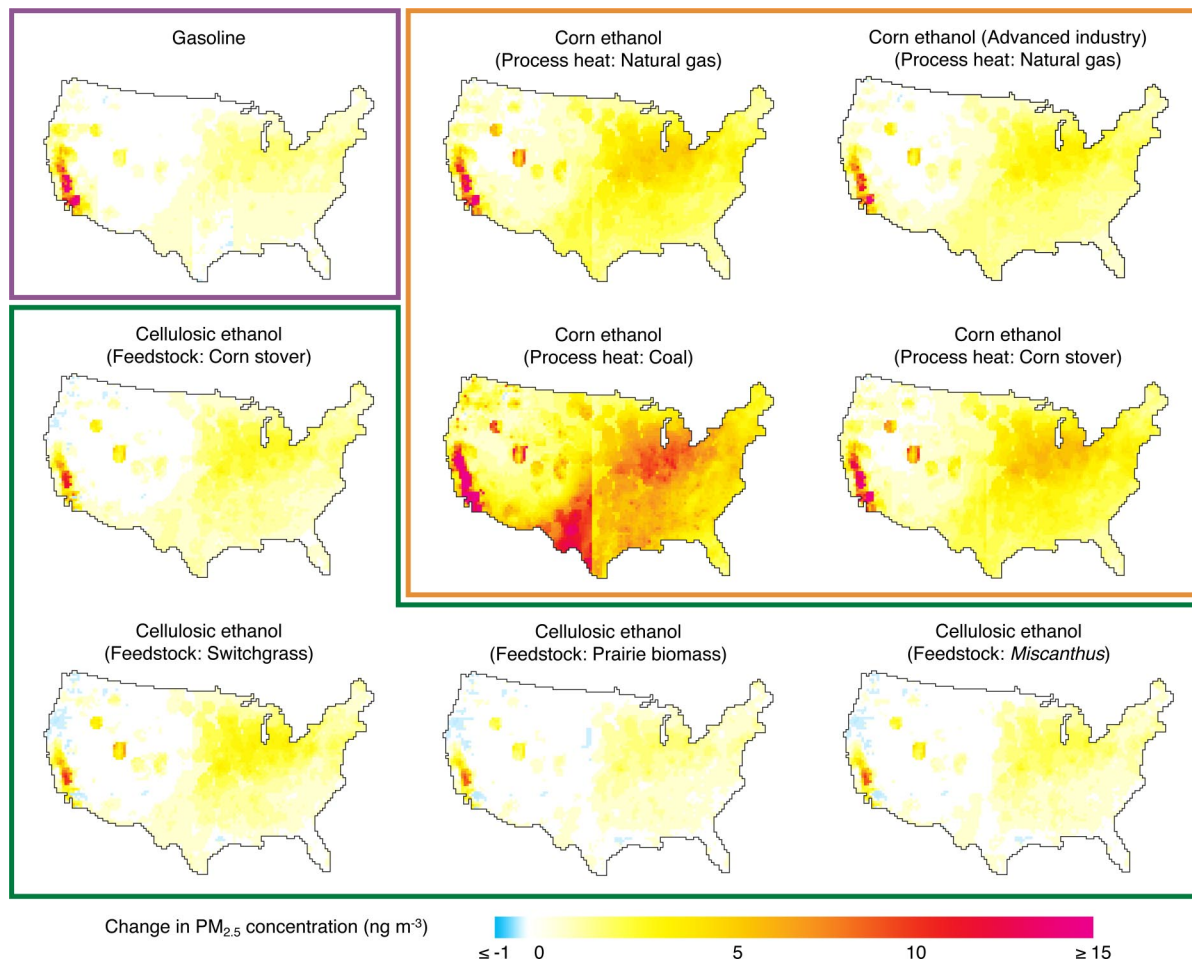 Gasoline
Corn ethanol
(Process heat: Natural gas)
Corn ethanol (Advanced industry)
(Process heat: Natural gas)
Cellulosic ethanol
(Feedstock: Corn stover)
Corn ethanol
(Process heat: Coal)
Corn ethanol
(Process heat: Corn stover)
Cellulosic ethanol
(Feedstock: Switchgrass)
Cellulosic ethanol
(Feedstock: Prairie biomass)
Cellulosic ethanol
(Feedstock: Miscanthus)
Change in PM2.5 concentration (ng m-3)
≤ -1 0 5 10 ≥ 15